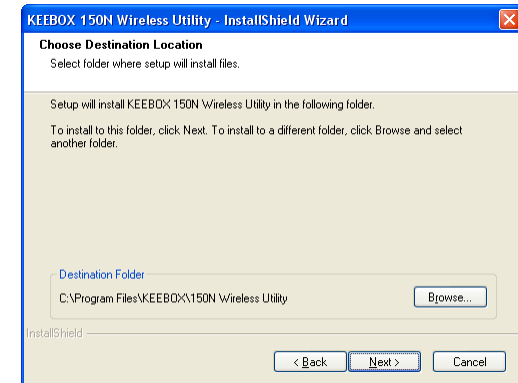 KEEBOX 150N Wireless Utility - InstallShield Wizard
Choose Destination Location
Select folder where setup will install files.
Setup will install KEEBOX 150N Wireless Utility in the following folder.
To install to this folder, click Next. To install to a different folder, click Browse and select
another folder.
Destination Folder
C:\Program Files\KEEBOX\150N Wireless Utility
Browse...
InstallShield
< Back
Next >
Cancel